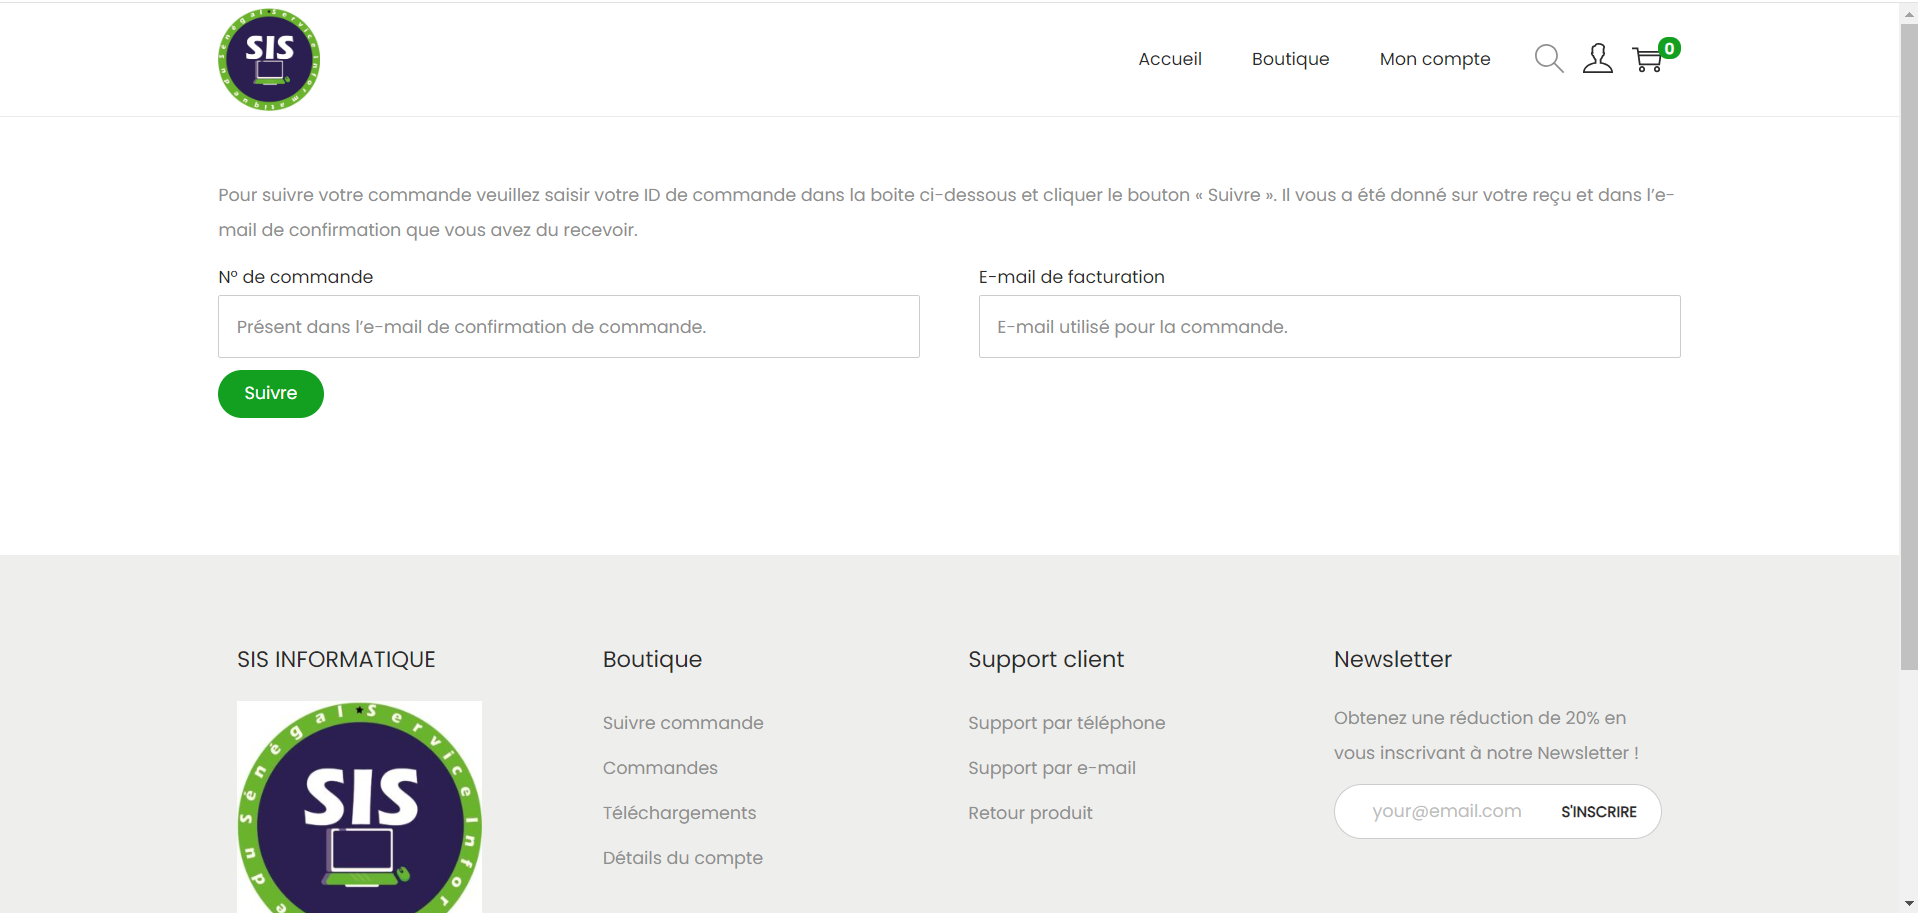 SIS
Accueil
Boutique
Mon compte
0
Pour suivre votre commande veuillez saisir votre ID de commande dans la boite ci-dessous et cliquer le bouton « Suivre ». Il vous a été donné sur votre reçu et dans l’e-
mail de confirmation que vous avez du recevoir.
N° de commande
E-mail de facturation
Présent dans l’e-mail de confirmation de commande.
E-mail utilisé pour la commande.
Suivre
SIS INFORMATIQUE
Boutique
Support client
Newsletter
Sénégal Service Infor
SIS
Suivre commande
Commandes
Téléchargements
Détails du compte
Support par téléphone
Support par e-mail
Retour produit
Obtenez une réduction de 20% en
vous inscrivant à notre Newsletter !
your@email.com
S'INSCRIRE